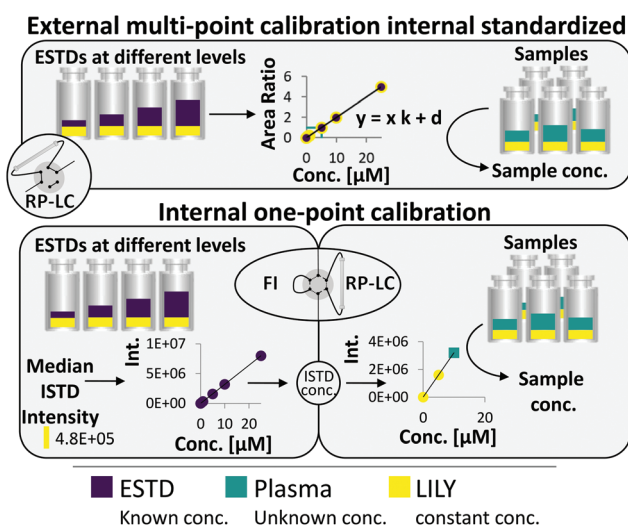 External multi-point calibration internal standardized
ESTDs at different levels
Area Ratio
6
4
2
0
0
10
20
Conc. [µM]
y = x k + d
Samples
Sample conc.
RP-LC
Internal one-point calibration
ESTDs at different levels
FI
RP-LC
Samples
Median
ISTD
Intensity
4.8E+05
Int.
1E+07
5E+06
0E+00
0
10
20
Conc. [µM]
ISTD
conc.
Int.
4E+06
2E+06
0E+00
0
20
Conc. [µM]
Sample
conc.
ESTD
Known conc.
Plasma
Unknown conc.
LILY
constant conc.